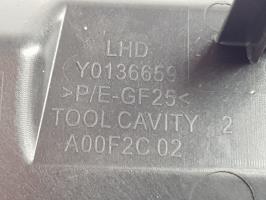 LHD
Y0136659
>P/E-GF25<
TOOL CAVITY 2
A00F2C 02